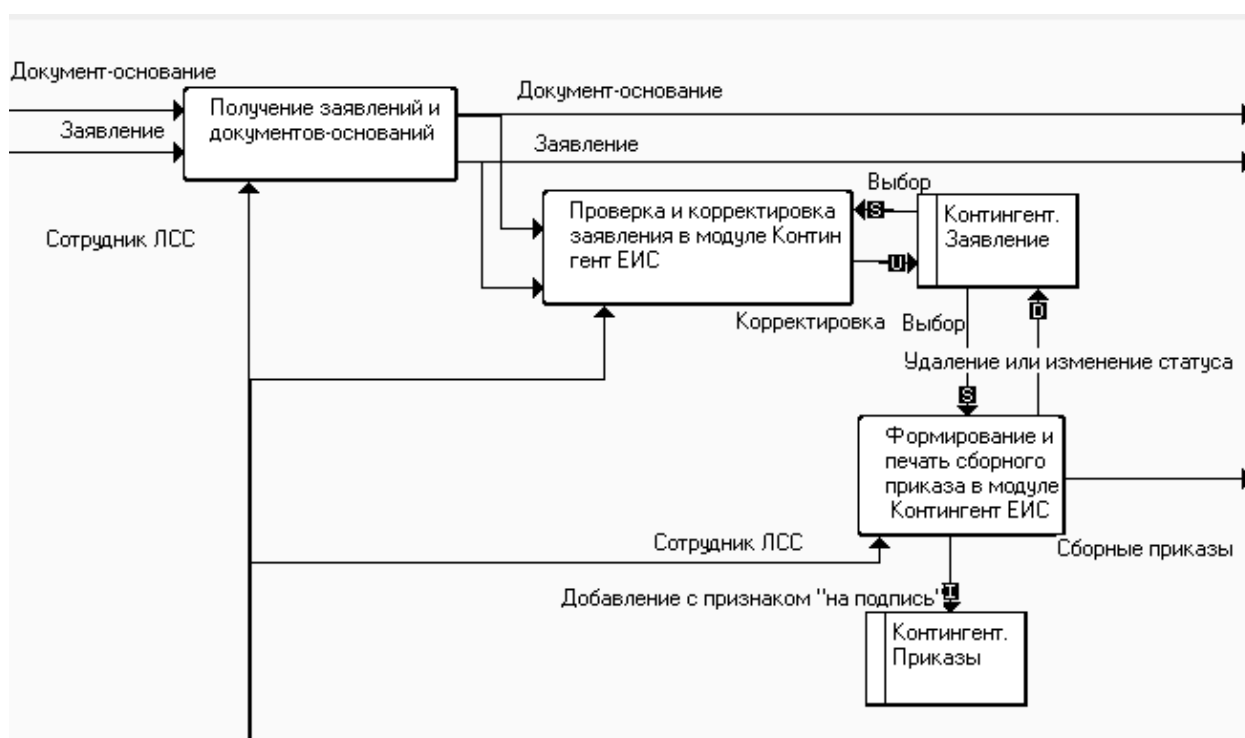 Документ-основание
Получение заявлений и
документов-оснований
Заявление
Документ-основание
Заявление
Сотрудник ЛСС
Проверка и корректировка
заявления в модуле Контин
гент ЕИС
Выбор
S
Контингент.
Заявление
U
Корректировка
Выбор
D
Удаление или изменение статуса
S
Формирование и
печать сборного
приказа в модуле
Контингент ЕИС
Сотрудник ЛСС
Сборные приказы
Добавление с признаком "на подпись"
I
Контингент.
Приказы